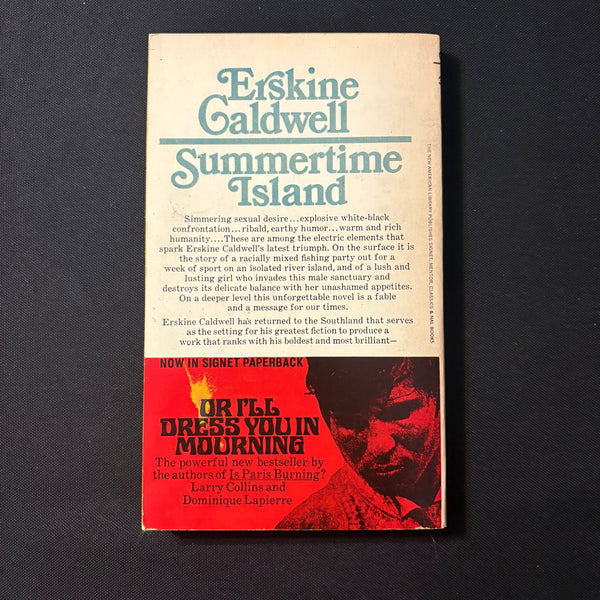 Erskine
Caldwell
Summertime
Island
Simmering sexual desire...explosive white-black
confrontation...ribald, earthy humor...warm and rich
humanity....These are among the electric elements that
spark Erskine Caldwell's latest triumph. On the surface it is
the story of a racially mixed fishing party out for a
week of sport on an isolated river island, and of a lush and
lusting girl who invades this male sanctuary and
destroys its delicate balance with her unashamed appetites.
On a deeper level this unforgettable novel is a fable
and a message for our times.
Erskine Caldwell has returned to the Southland that serves
as the setting for his greatest fiction to produce a
work that ranks with his boldest and most brilliant—
THE NEW AMERICAN LIBRARY PUBLISHES SIGNET, MENTOR, CLASSICS & NAL BOOKS
NOW IN SIGNET PAPERBACK
OR I'LL
DRESS YOU IN
MOURNING
The powerful new bestseller by
the authors of Is Paris Burning?
Larry Collins and
Dominique Lapierre